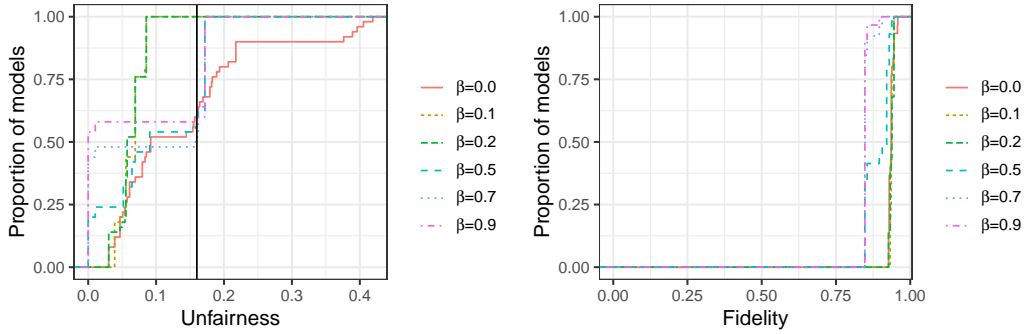 Proportion of models
1.00
0.75
0.50
0.25
0.00
0.0 0.1 0.2 0.3 0.4
Unfairness
β=0.0
β=0.1
β=0.2
β=0.5
β=0.7
β=0.9
Proportion of models
1.00
0.75
0.50
0.25
0.00
0.00 0.25 0.50 0.75 1.00
Fidelity
β=0.0
β=0.1
β=0.2
β=0.5
β=0.7
β=0.9